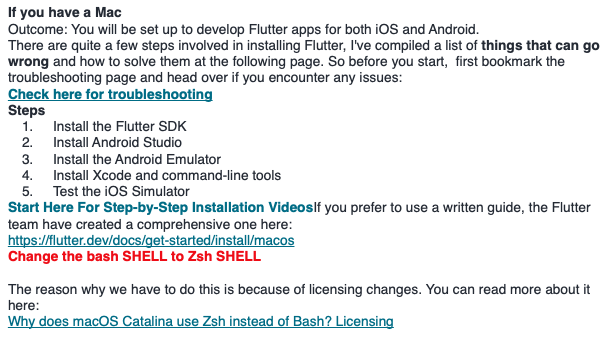 If you have a Mac
Outcome: You will be set up to develop Flutter apps for both iOS and Android.
There are quite a few steps involved in installing Flutter, I've compiled a list of things that can go
wrong and how to solve them at the following page. So before you start,  first bookmark the
troubleshooting page and head over if you encounter any issues:
Check here for troubleshooting
Steps
1. Install the Flutter SDK
2. Install Android Studio
3. Install the Android Emulator
4. Install Xcode and command-line tools
5. Test the iOS Simulator
Start Here For Step-by-Step Installation VideosIf you prefer to use a written guide, the Flutter
team have created a comprehensive one here:
https://flutter.dev/docs/get-started/install/macos
Change the bash SHELL to Zsh SHELL
The reason why we have to do this is because of licensing changes. You can read more about it
here:
Why does macOS Catalina use Zsh instead of Bash? Licensing